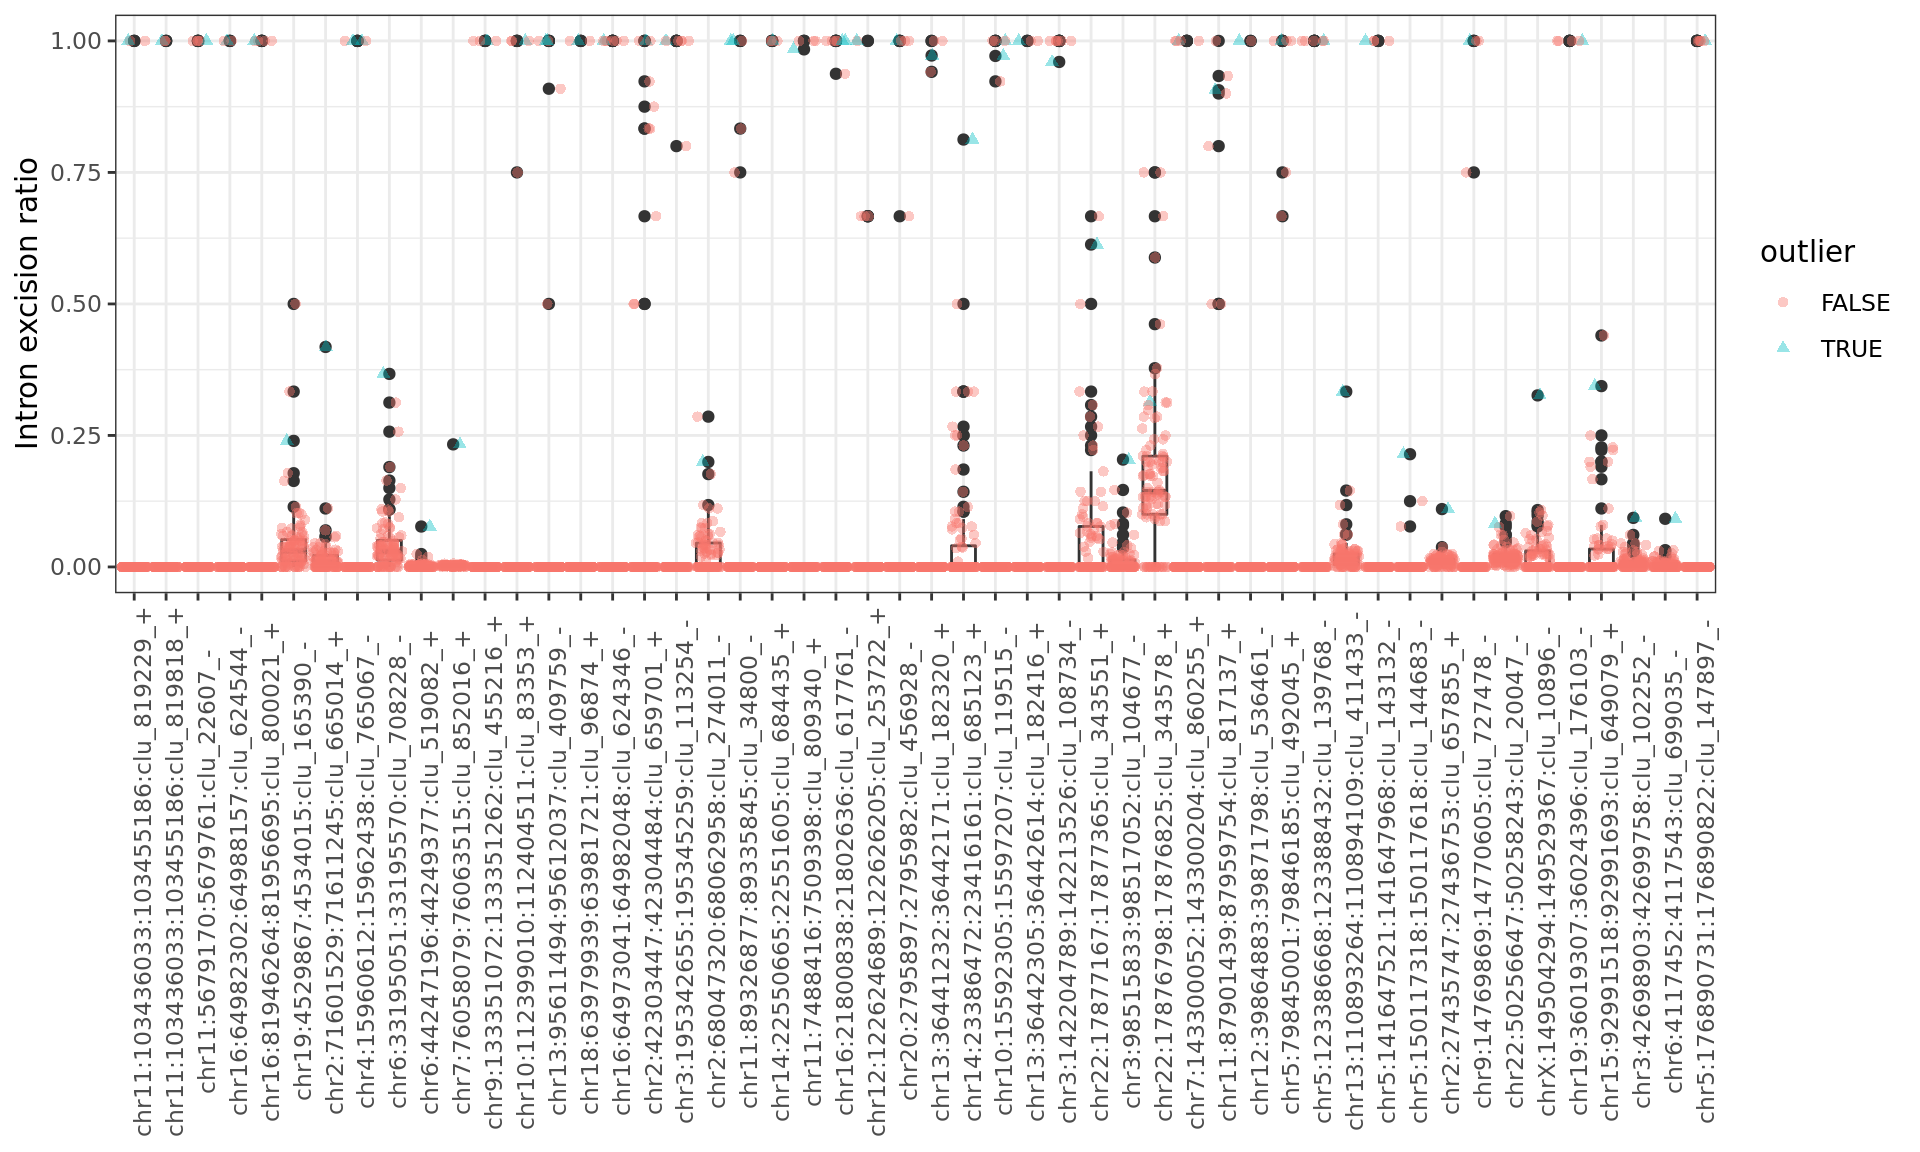 Intron excision ratio
1.00
0.75
0.50
0.25
0.00
outlier
FALSE
TRUE
chr11:103436033:103455186:clu_819229_+
chr11:103436033:103455186:clu_819818_+
chr11:56791170:56797761:clu_22607_-
chr16:64982302:64988157:clu_624544_-
chr16:81946264:81956695:clu_800021_+
chr19:4529867:4534015:clu_165390_-
chr2:71601529:71611245:clu_665014_+
chr4:15960612:15962438:clu_765067_-
chr6:33195051:33195570:clu_708228_-
chr6:44247196:44249377:clu_519082_+
chr7:76058079:76063515:clu_852016_+
chr9:133351072:133351262:clu_455216_+
chr10:112399010:112404511:clu_83353_+
chr13:95611494:95612037:clu_409759_-
chr18:63979939:63981721:clu_96874_+
chr16:64973041:64982048:clu_624346_-
chr2:42303447:42304484:clu_659701_+
chr3:195342655:195345259:clu_113254_-
chr2:68047320:68062958:clu_274011_-
chr11:89326877:89335845:clu_34800_-
chr14:22550665:22551605:clu_684435_+
chr11:7488416:7509398:clu_809340_+
chr16:21800838:21802636:clu_617761_-
chr12:122624689:122626205:clu_253722_+
chr20:2795897:2795982:clu_456928_-
chr13:36441232:36442171:clu_182320_+
chr14:23386472:23416161:clu_685123_+
chr10:15592305:15597207:clu_119515_-
chr13:36442305:36442614:clu_182416_+
chr3:142204789:142213526:clu_108734_-
chr22:17877167:17877365:clu_343551_+
chr3:98515833:98517052:clu_104677_-
chr22:17876798:17876825:clu_343578_+
chr7:143300052:143300204:clu_860255_+
chr11:87901439:87959754:clu_817137_+
chr12:39864883:39871798:clu_536461_-
chr5:79845001:79846185:clu_492045_+
chr5:123386668:123388432:clu_139768_-
chr13:110893264:110894109:clu_411433_-
chr5:141647521:141647968:clu_143132_-
chr5:150117318:150117618:clu_144683_-
chr2:27435747:27436753:clu_657855_+
chr9:14769869:14770605:clu_727478_-
chr22:50256647:50258243:clu_20047_-
chrX:149504294:149529367:clu_10896_-
chr19:36019307:36024396:clu_176103_-
chr15:92991518:92991693:clu_649079_+
chr3:42698903:42699758:clu_102252_-
chr6:4117452:4117543:clu_699035_-
chr5:176890731:176890822:clu_147897_-